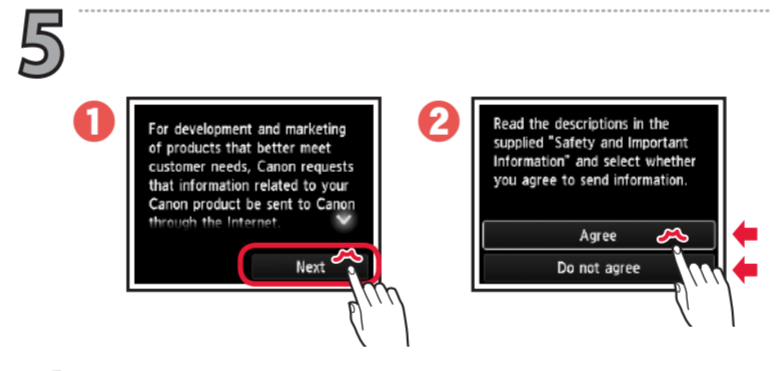 5
1
For development and marketing
of products that better meet
customer needs, Canon requests
that information related to your
Canon product be sent to Canon
through the Internet.
Next
2
Read the descriptions in the
supplied "Safety and Important
Information" and select whether
you agree to send information.
Agree
Do not agree